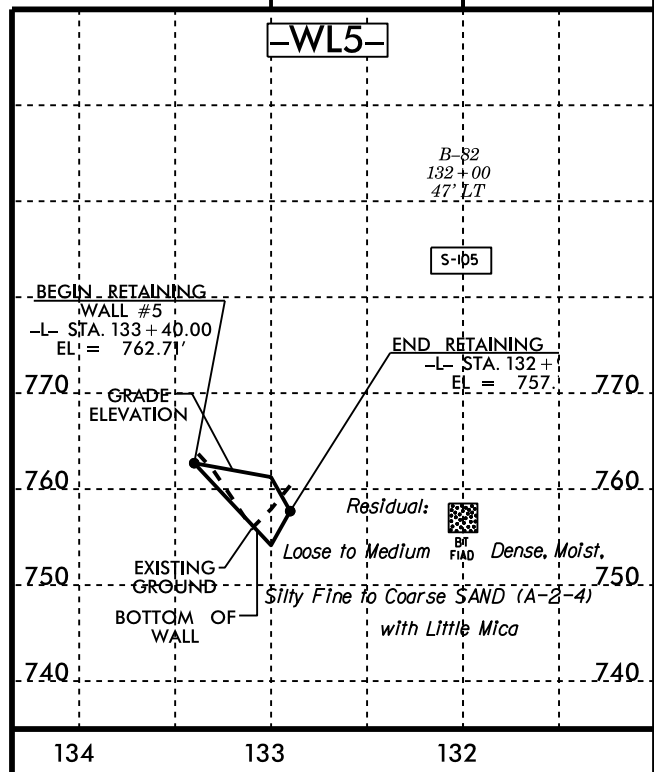 -WL5-
B-82
132+00
47' LT
S-105
BEGIN RETAINING
WALL #5
-L- STA. 133+40.00
EL = 762.71'
END RETAINING
-L- STA. 132+
EL = 757.
770 770
GRADE
ELEVATION
760 760
Residual:
Loose to Medium BT Dense, Moist,
FIAD
EXISTING
GROUND
750 750
Silty Fine to Coarse SAND (A-2-4)
BOTTOM OF
WALL
with Little Mica
740 740
134 133 132